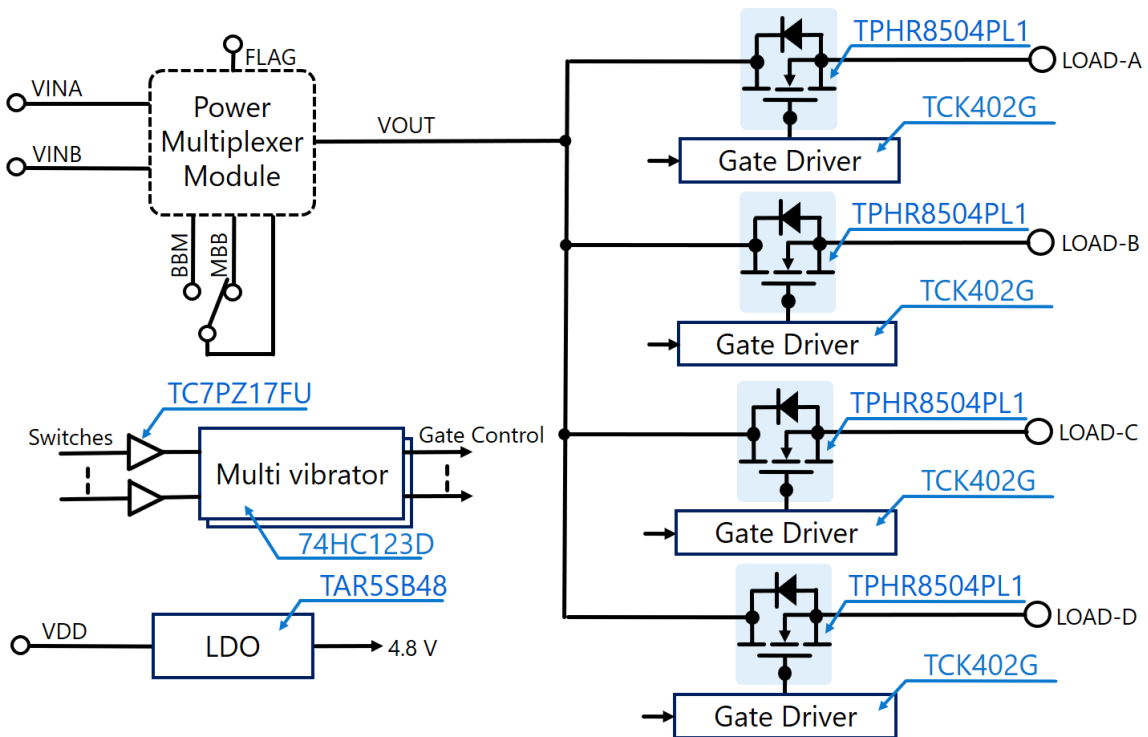 FLAG
VINA
VINB
Power
Multiplexer
Module
VOUT
BBM
MBB
TPHR8504PL1
LOAD-A
TCK402G
Gate Driver
TPHR8504PL1
LOAD-B
TCK402G
Gate Driver
TPHR8504PL1
LOAD-C
TCK402G
Gate Driver
TPHR8504PL1
LOAD-D
TCK402G
Gate Driver
TC7PZ17FU
Switches
Multi vibrator
Gate Control
74HC123D
TAR5SB48
VDD
LDO
4.8 V